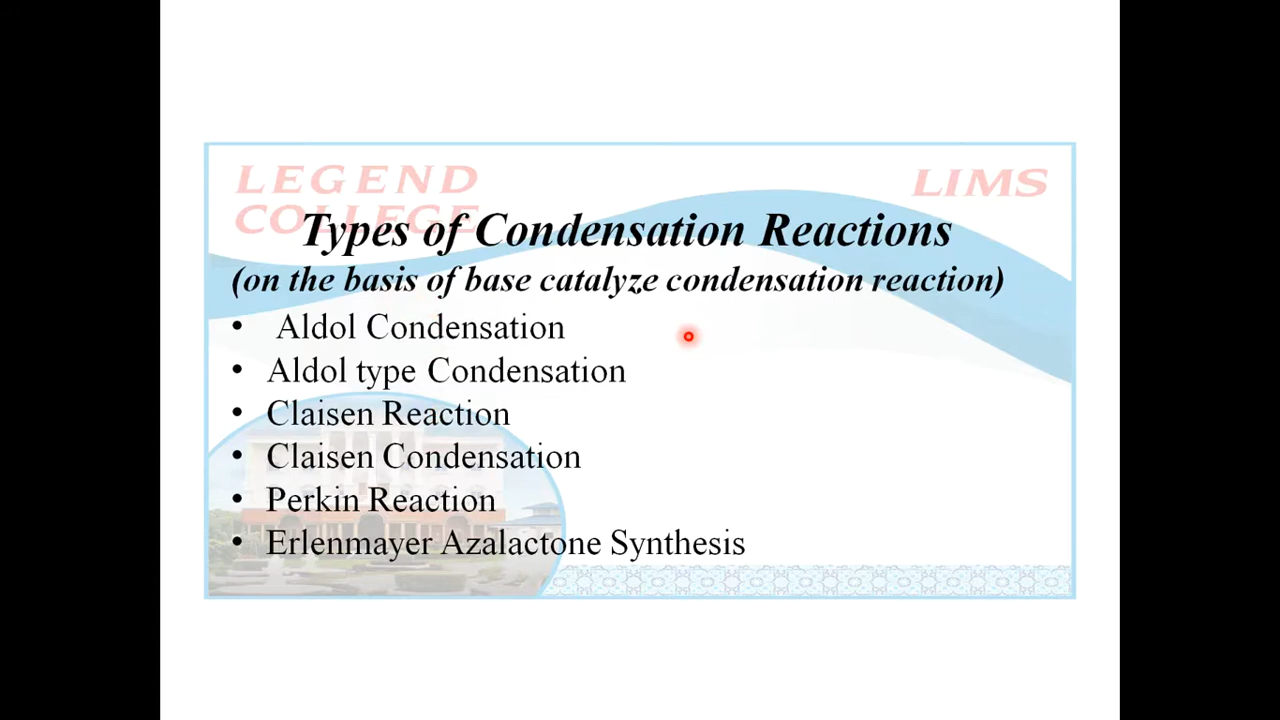 LEGEND
COLLEGE
LIMS
Types of Condensation Reactions
(on the basis of base catalyze condensation reaction)
• Aldol Condensation
• Aldol type Condensation
• Claisen Reaction
• Claisen Condensation
• Perkin Reaction
• Erlenmayer Azalactone Synthesis